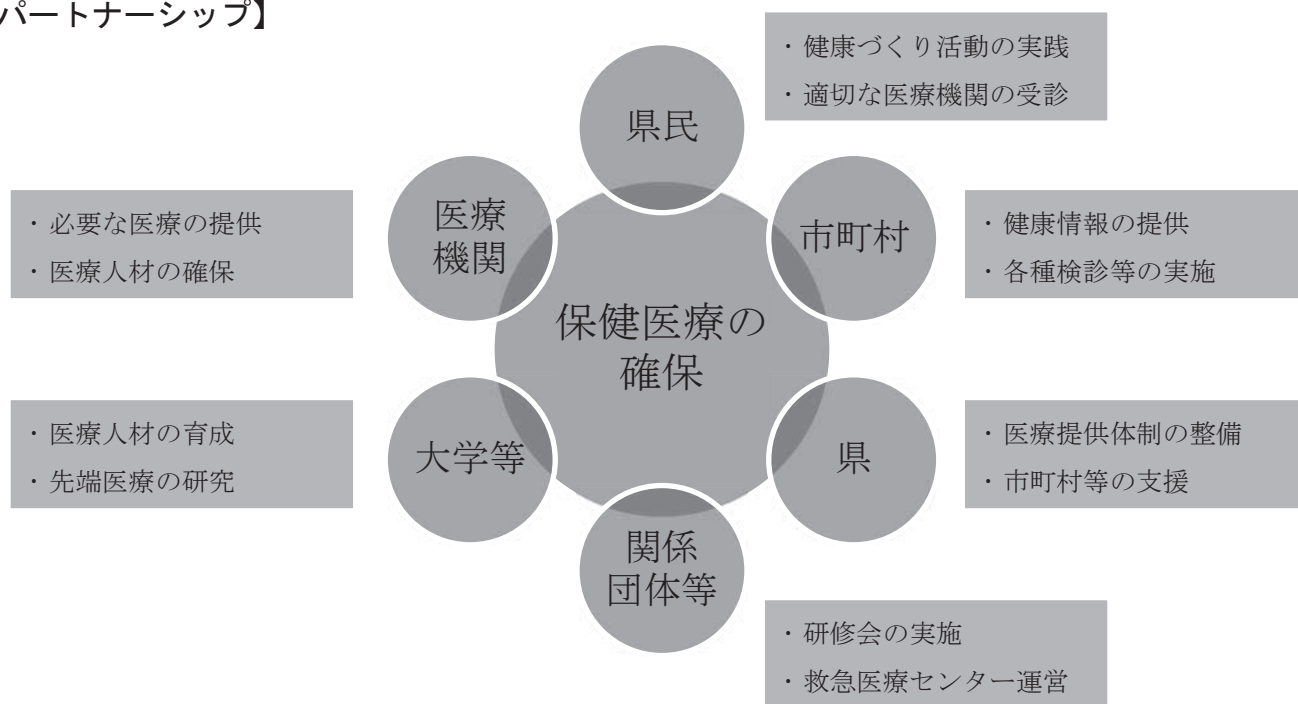 パートナーシップ】
・健康づくり活動の実践
・適切な医療機関の受診
県民
・必要な医療の提供
・医療人材の確保
医療
機関
市町村
・健康情報の提供
・各種検診等の実施
保健医療の
確保
・医療人材の育成
・先端医療の研究
大学等
県
・医療提供体制の整備
・市町村等の支援
関係
団体等
・研修会の実施
・救急医療センター運営